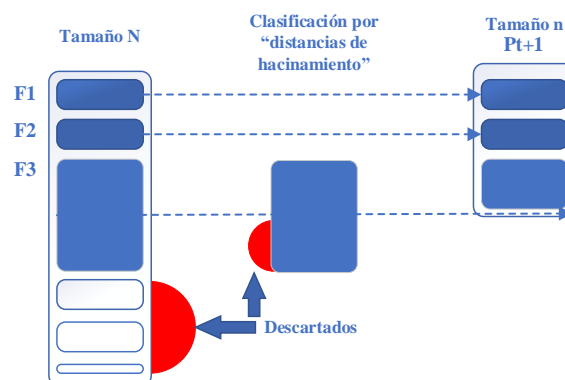 Tamaño N
Clasificación por
“distancias de
hacinamiento”
Tamaño n
Pt+1
F1
F2
F3
Descartados